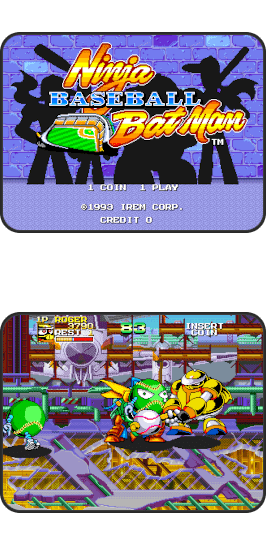 Ninja
BASEBALL
Bat Man
TM
1 COIN 1 PLAY
©1993 IREM CORP.
CREDIT 0
1P ROGER
3790
REST
83
INSERT
COIN